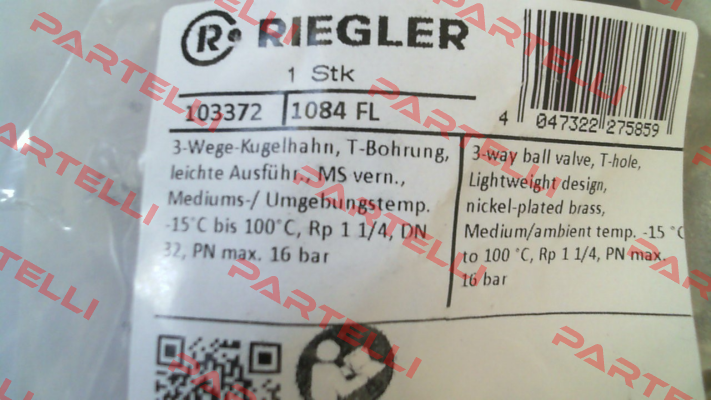 RIEGLER
1 Stk
103372 1084 FL
4 047322 275859
3-Wege-Kugelhahn, T-Bohrung,
leichte Ausführ., MS vern.,
Mediums-/ Umgebungstemp.
-15°C bis 100°C, Rp 1 1/4, DN
32, PN max. 16 bar
3-way ball valve, T-hole,
Lightweight design,
nickel-plated brass,
Medium/ambient temp. -15 °C
to 100 °C, Rp 1 1/4, PN max.
16 bar
PARTELLI
PARTELLI
PARTELLI
PARTELLI
PARTELLI